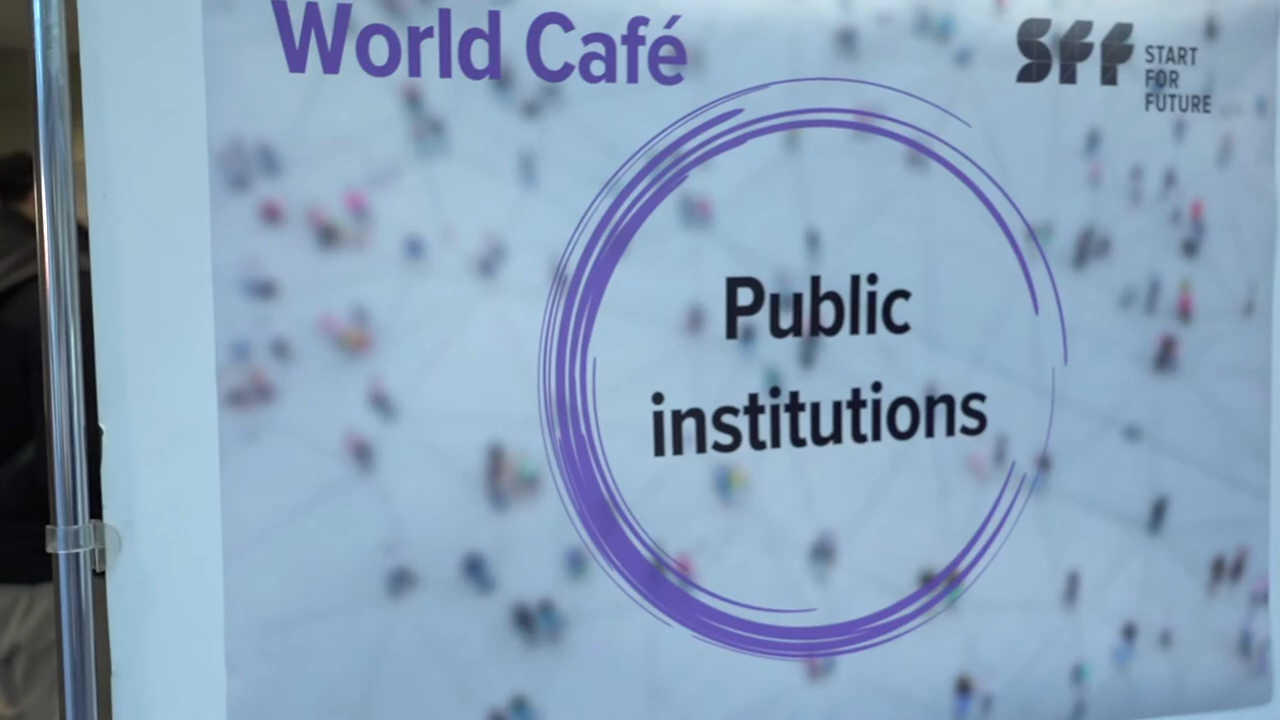 World Café
sff
START
FOR
FUTURE
Public
institutions